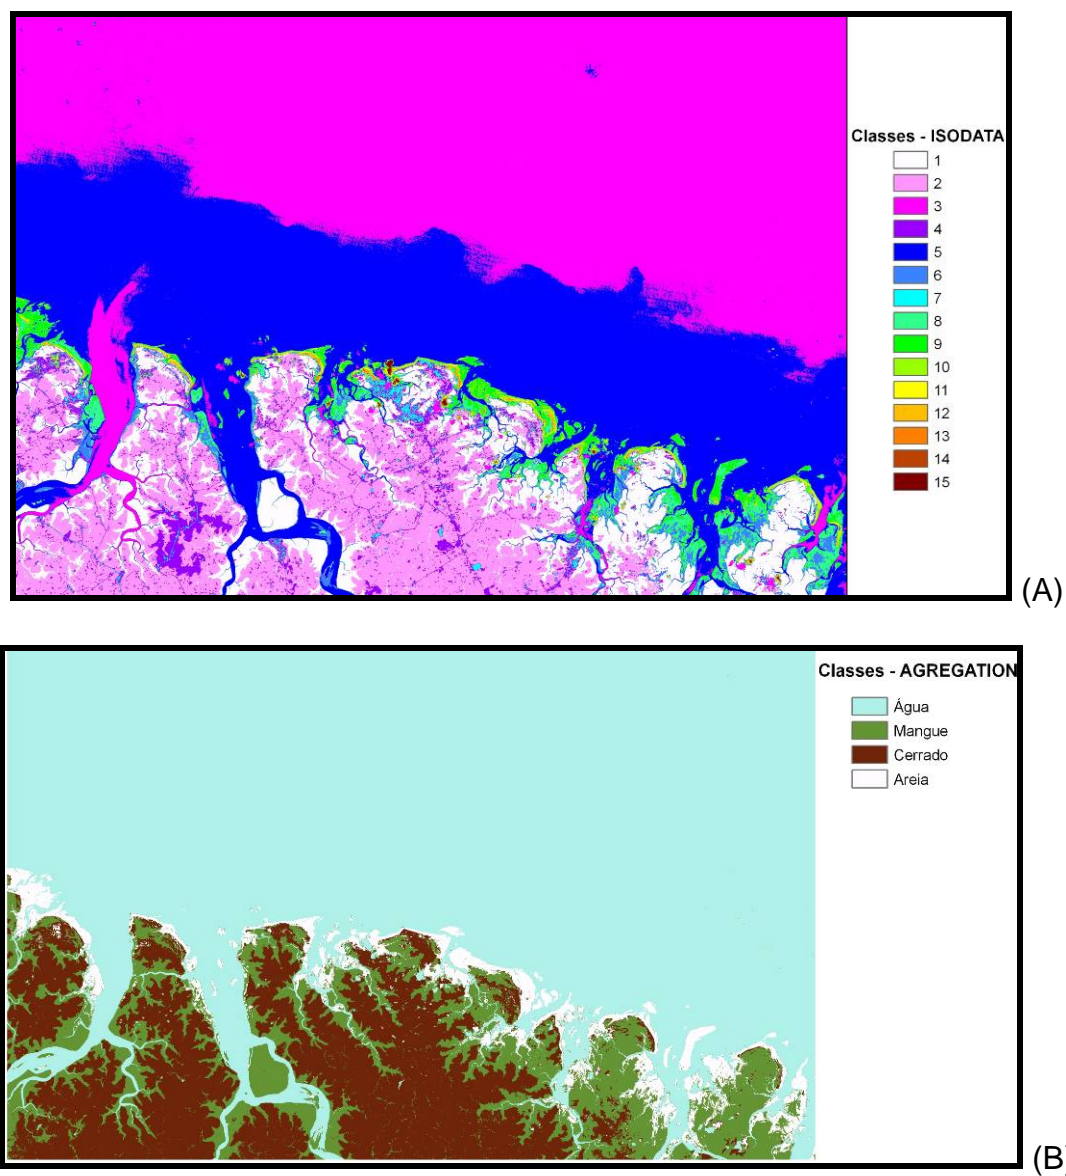 Classes - ISODATA
1
2
3
4
5
6
7
8
9
10
11
12
13
14
15
(A)
Classes - AGREGATION
Água
Mangue
Cerrado
Areia
(B)